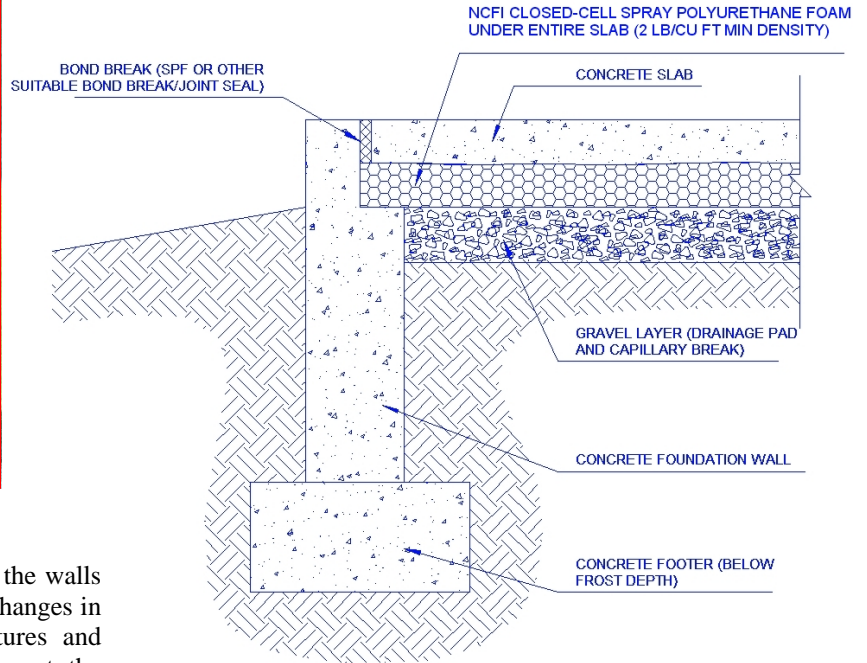 NCFI CLOSED-CELL SPRAY POLYURETHANE FOAM
UNDER ENTIRE SLAB (2 LB/CU FT MIN DENSITY)
BOND BREAK (SPF OR OTHER
SUITABLE BOND BREAK/JOINT SEAL)
CONCRETE SLAB
GRAVEL LAYER (DRAINAGE PAD
AND CAPILLARY BREAK)
CONCRETE FOUNDATION WALL
CONCRETE FOOTER (BELOW
FROST DEPTH)
the walls
hanges in
tures and